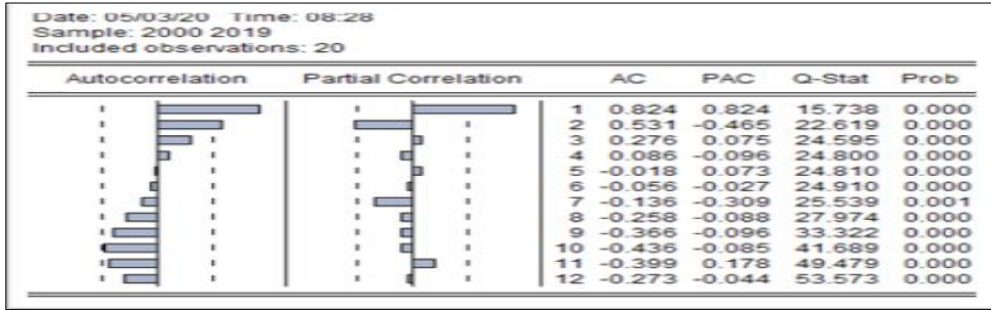 Date: 05/03/20 Time: 08:28
Sample: 2000 2019
Included observations: 20
Autocorrelation Partial Correlation AC PAC Q-Stat Prob
1 0.824 0.824 15.738 0.000
2 0.531 -0.465 22.619 0.000
3 0.276 0.075 24.595 0.000
4 0.086 -0.096 24.800 0.000
5 -0.018 0.073 24.810 0.000
6 -0.056 -0.027 24.910 0.000
7 -0.136 -0.309 25.539 0.001
8 -0.258 -0.088 27.974 0.000
9 -0.366 -0.096 33.322 0.000
10 -0.436 -0.085 41.689 0.000
11 -0.399 0.178 49.479 0.000
12 -0.273 -0.044 53.573 0.000